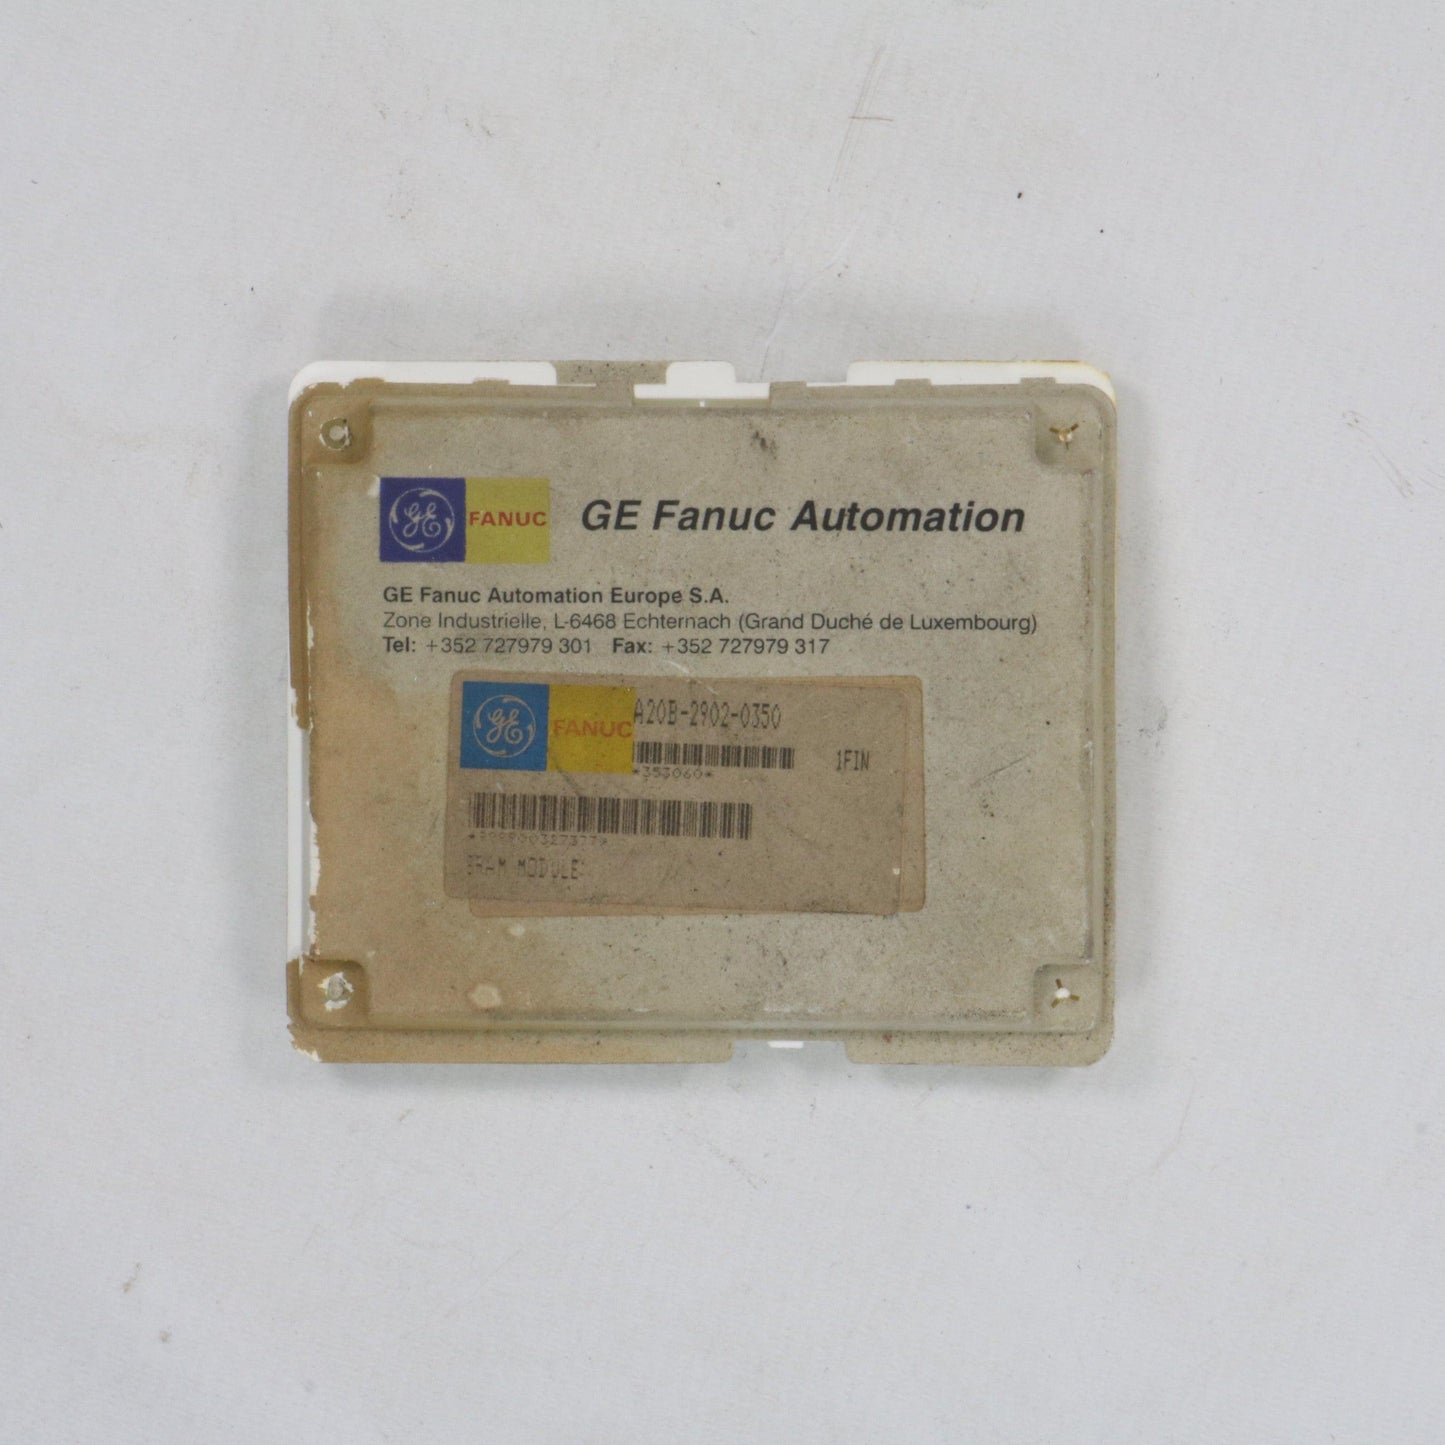 GE FANUC GE Fanuc Automation
GE Fanuc Automation Europe S.A.
Zone Industrielle, L-6468 Echternach (Grand Duché de Luxembourg)
Tel: +352 727979 301 Fax: +352 727979 317
GE FANUC A20B-2902-0350
*353060* 1FIN
SRAM MODULE